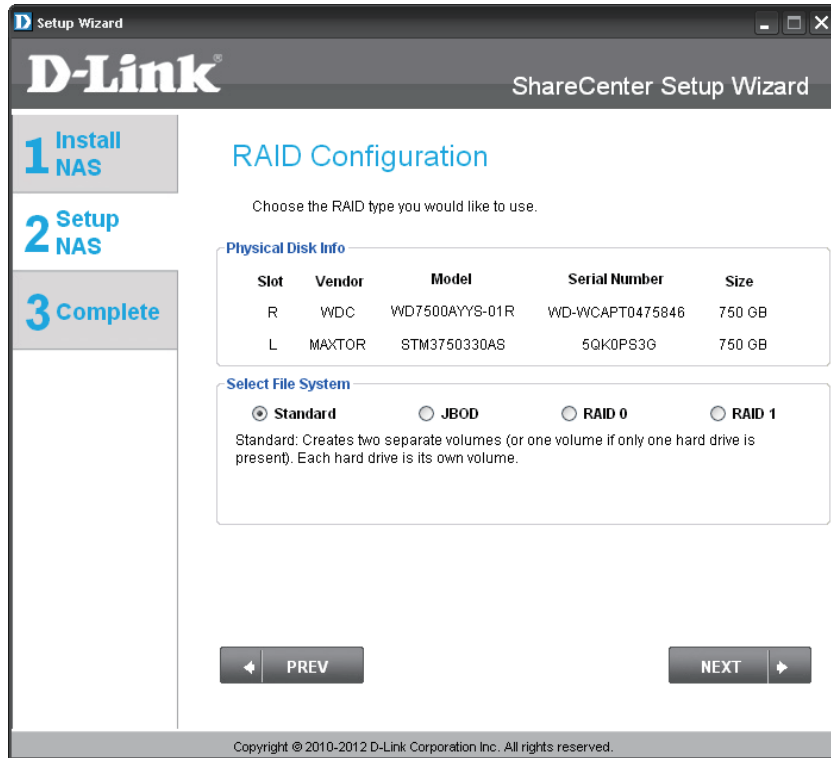 D Setup Wizard
D-Link®
ShareCenter Setup Wizard
1 Install NAS
2 Setup NAS
3 Complete
RAID Configuration
Choose the RAID type you would like to use.
Physical Disk Info
Slot Vendor Model Serial Number Size
R WDC WD7500AYYS-01R WD-WCAPT0475846 750 GB
L MAXTOR STM3750330AS 5QK0PS3G 750 GB
Select File System
Standard JBOD RAID 0 RAID 1
Standard: Creates two separate volumes (or one volume if only one hard drive is
present). Each hard drive is its own volume.
PREV NEXT
Copyright © 2010-2012 D-Link Corporation Inc. All rights reserved.